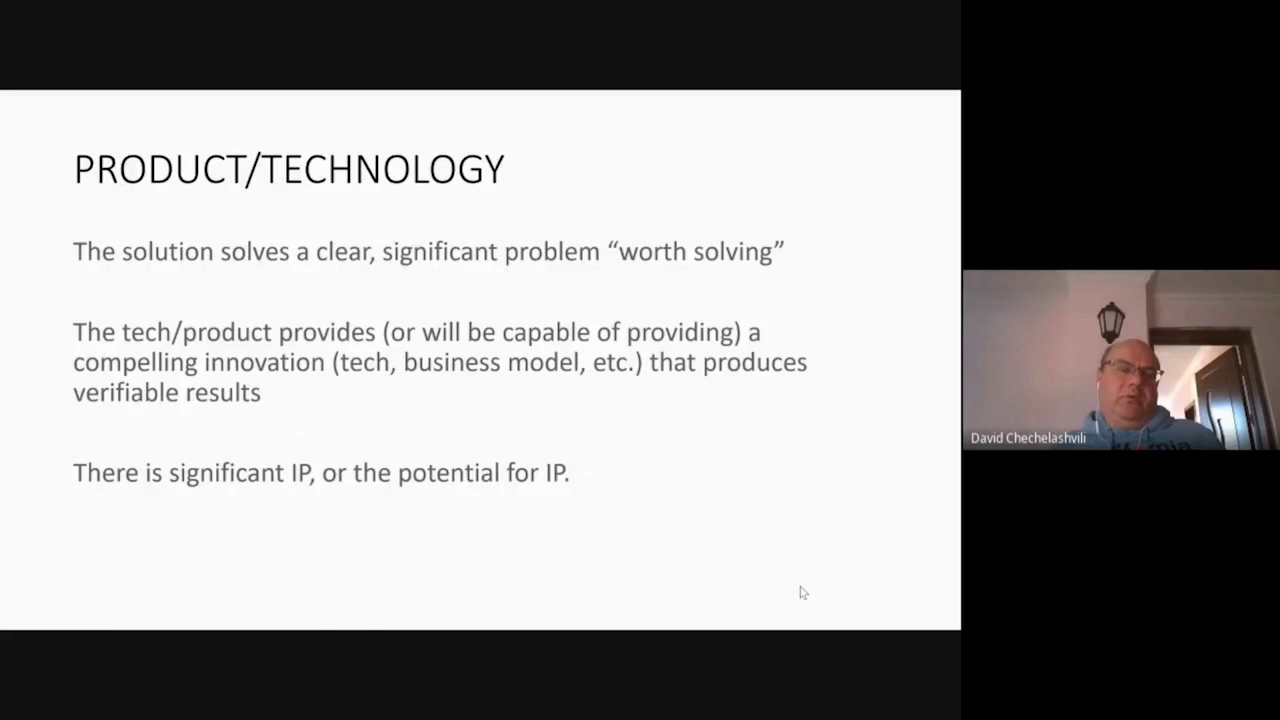 PRODUCT/TECHNOLOGY
The solution solves a clear, significant problem “worth solving”
The tech/product provides (or will be capable of providing) a
compelling innovation (tech, business model, etc.) that produces
verifiable results
There is significant IP, or the potential for IP.
David Chechelashvili